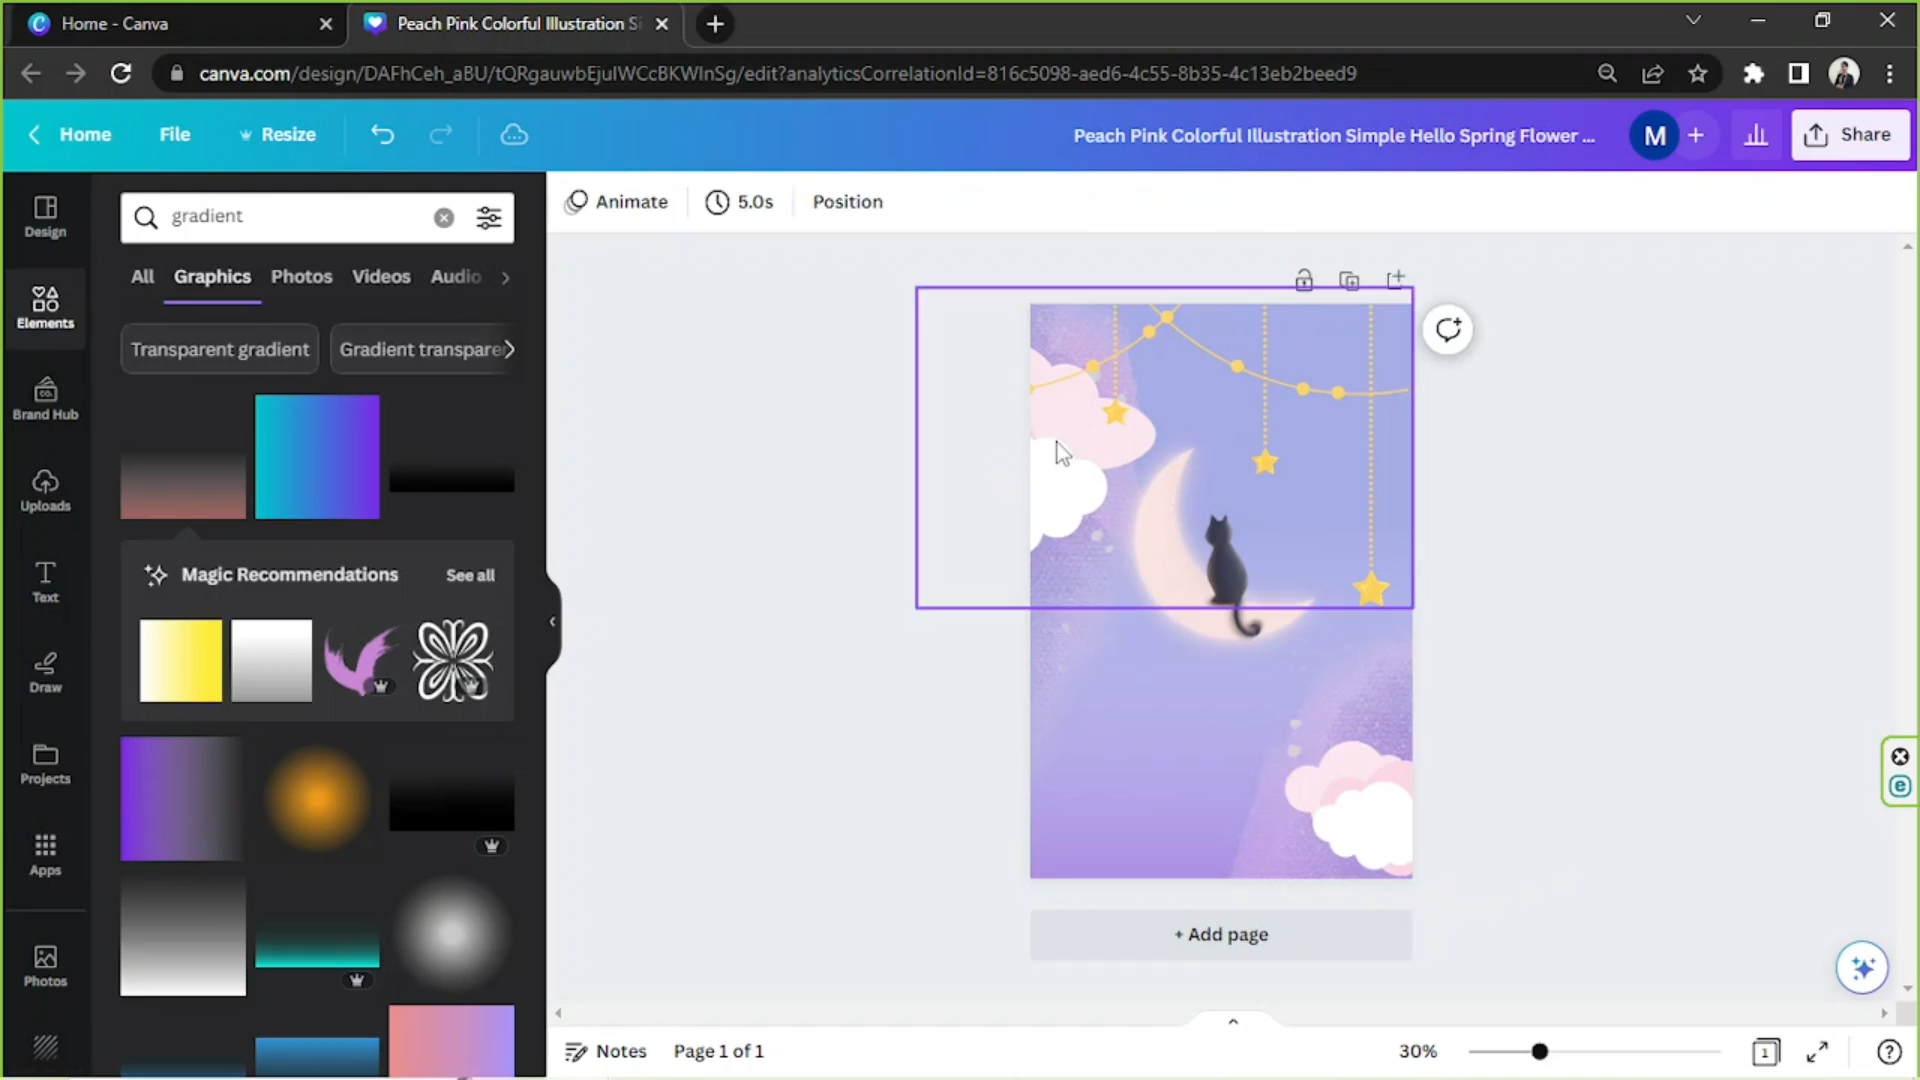 Home - Canva
Peach Pink Colorful Illustration Si
canva.com/design/DAFhCeh_aBU/tQRgauwbEjulWCcBKWlnSg/edit?analyticsCorrelationId=816c5098-aed6-4c55-8b35-4c13eb2beed9
Home
File
Resize
Peach Pink Colorful Illustration Simple Hello Spring Flower ...
M
Share
Design
Elements
Brand Hub
Uploads
Text
Draw
Projects
Apps
Photos
gradient
All
Graphics
Photos
Videos
Audio
Transparent gradient
Gradient transpare
Magic Recommendations
See all
Animate
5.0s
Position
+ Add page
Notes
Page 1 of 1
30%
1